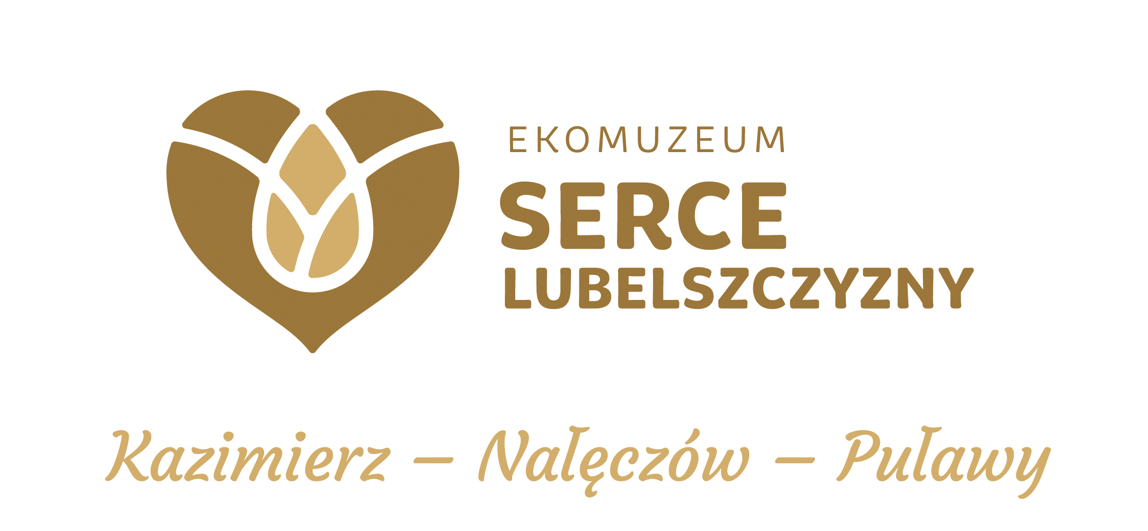 EKOMUZEUM
SERCE
LUBELSZCZYZNY
Kazimierz – Nałęczów – Puławy